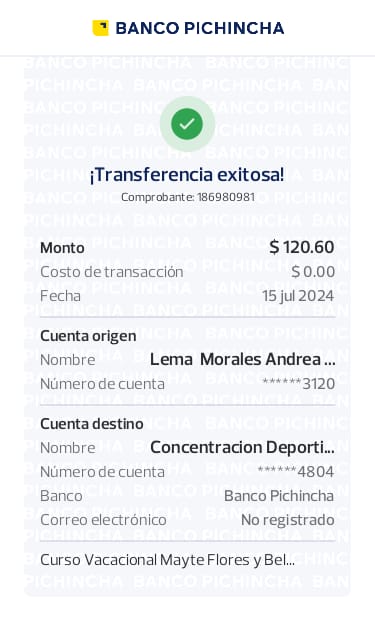 BANCO PICHINCHA
¡Transferencia exitosa!
Comprobante: 186980981
Monto $ 120.60
Costo de transacción $ 0.00
Fecha 15 jul 2024
Cuenta origen
Nombre Lema Morales Andrea ...
Número de cuenta ******3120
Cuenta destino
Nombre Concentracion Deporti...
Número de cuenta ******4804
Banco Banco Pichincha
Correo electrónico No registrado
Curso Vacacional Mayte Flores y Bel...